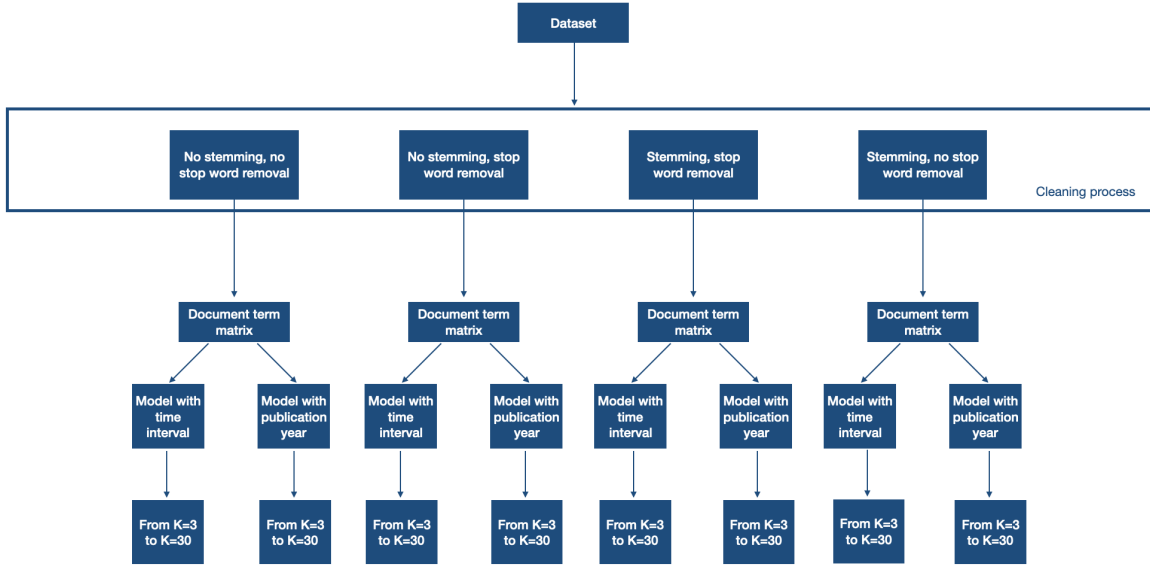 Dataset
No stemming, no
stop word removal
No stemming, stop
word removal
Stemming, stop
word removal
Stemming, no stop
word removal
Cleaning process
Document term
matrix
Document term
matrix
Document term
matrix
Document term
matrix
Model with
time
interval
Model with
publication
year
Model with
time
interval
Model with
publication
year
Model with
time
interval
Model with
publication
year
Model with
time
interval
Model with
publication
year
From K=3
to K=30
From K=3
to K=30
From K=3
to K=30
From K=3
to K=30
From K=3
to K=30
From K=3
to K=30
From K=3
to K=30
From K=3
to K=30